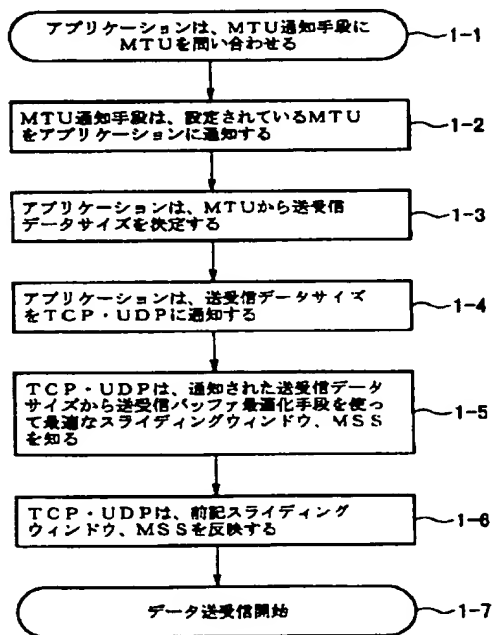 アプリケーションは、MTU通知手段に
MTUを問い合わせる
1-1
MTU通知手段は、設定されているMTU
をアプリケーションに通知する
1-2
アプリケーションは、MTUから送受信
データサイズを決定する
1-3
アプリケーションは、送受信データサイズ
をTCP・UDPに通知する
1-4
TCP・UDPは、通知された送受信データ
サイズから送受信バッファ最適化手段を使っ
て最適なスライディングウィンドウ、MSS
を知る
1-5
TCP・UDPは、前記スライディング
ウィンドウ、MSSを反映する
1-6
データ送受信開始
1-7